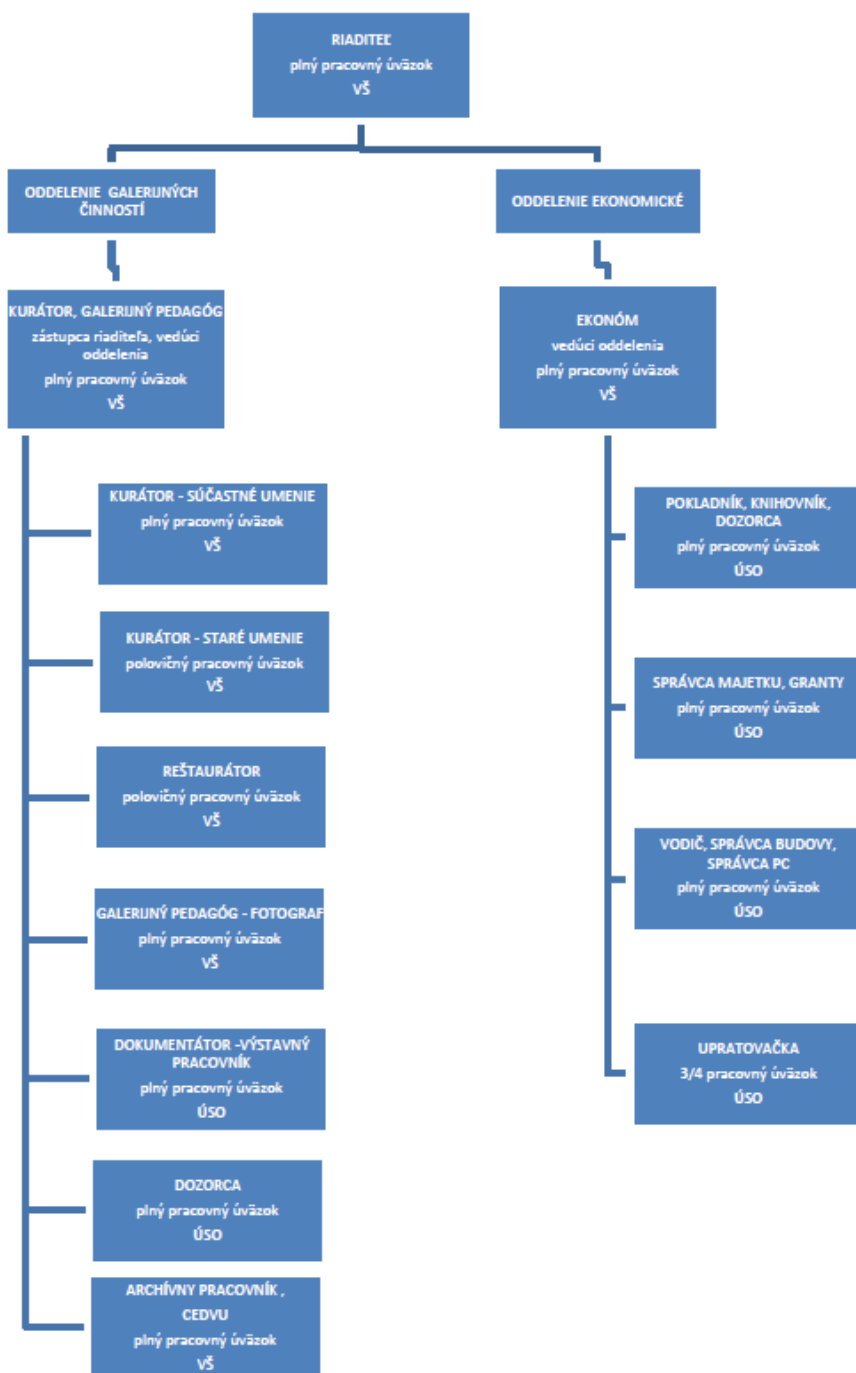 RIADITEĽ
plný pracovný úväzok
VŠ
ODDELENIE GALERIJNÝCH
ČINNOSTÍ
ODDELENIE EKONOMICKÉ
KURÁTOR, GALERIJNÝ PEDAGÓG
zástupca riaditeľa, vedúci
oddelenia
plný pracovný úväzok
VŠ
EKONÓM
vedúci oddelenia
plný pracovný úväzok
VŠ
KURÁTOR - SÚČASTNÉ UMENIE
plný pracovný úväzok
VŠ
KURÁTOR - STARÉ UMENIE
polovičný pracovný úväzok
VŠ
REŠTAURÁTOR
polovičný pracovný úväzok
VŠ
GALERIJNÝ PEDAGÓG - FOTOGRAF
plný pracovný úväzok
VŠ
DOKUMENTÁTOR -VÝSTAVNÝ
PRACOVNÍK
plný pracovný úväzok
ÚSO
DOZORCA
plný pracovný úväzok
ÚSO
ARCHÍVNY PRACOVNÍK ,
CEDVU
plný pracovný úväzok
VŠ
POKLADNÍK, KNIHOVNÍK,
DOZORCA
plný pracovný úväzok
ÚSO
SPRÁVCA MAJETKU, GRANTY
plný pracovný úväzok
ÚSO
VODIČ, SPRÁVCA BUDOVY,
SPRÁVCA PC
plný pracovný úväzok
ÚSO
UPRATOVAČKA
3/4 pracovný úväzok
ÚSO